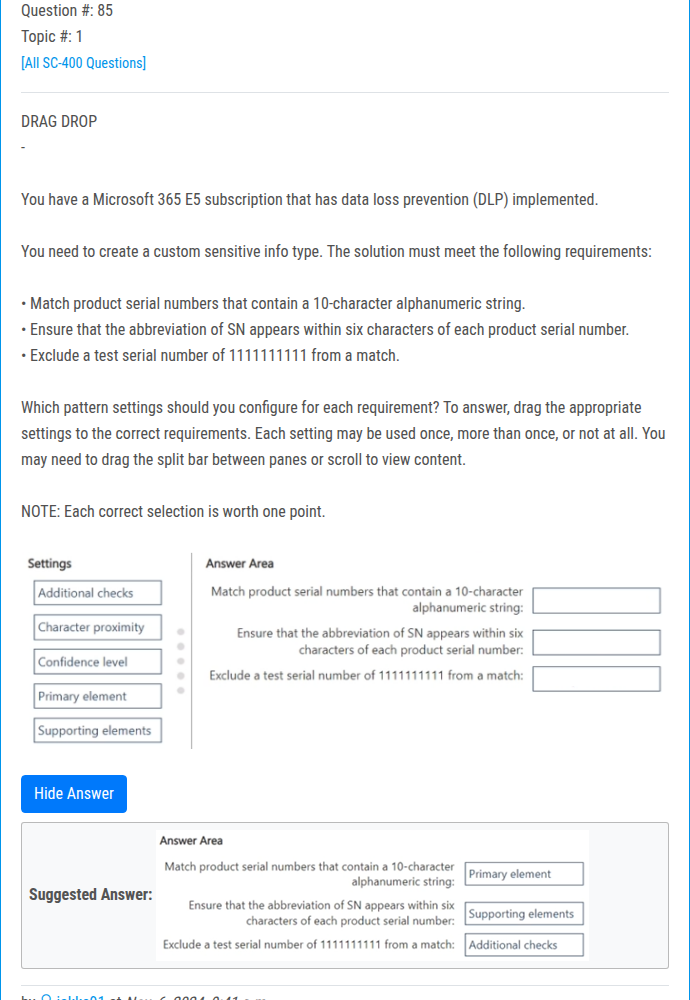 Question #: 85
Topic #: 1
[All SC-400 Questions]
DRAG DROP
-
You have a Microsoft 365 E5 subscription that has data loss prevention (DLP) implemented.
You need to create a custom sensitive info type. The solution must meet the following requirements:
• Match product serial numbers that contain a 10-character alphanumeric string.
• Ensure that the abbreviation of SN appears within six characters of each product serial number.
• Exclude a test serial number of 1111111111 from a match.
Which pattern settings should you configure for each requirement? To answer, drag the appropriate
settings to the correct requirements. Each setting may be used once, more than once, or not at all. You
may need to drag the split bar between panes or scroll to view content.
NOTE: Each correct selection is worth one point.
Settings
Additional checks
Character proximity
Confidence level
Primary element
Supporting elements
Answer Area
Match product serial numbers that contain a 10-character
alphanumeric string:
Ensure that the abbreviation of SN appears within six
characters of each product serial number:
Exclude a test serial number of 1111111111 from a match:
Hide Answer
Suggested Answer:
Answer Area
Match product serial numbers that contain a 10-character
alphanumeric string:
Primary element
Ensure that the abbreviation of SN appears within six
characters of each product serial number:
Supporting elements
Exclude a test serial number of 1111111111 from a match:
Additional checks